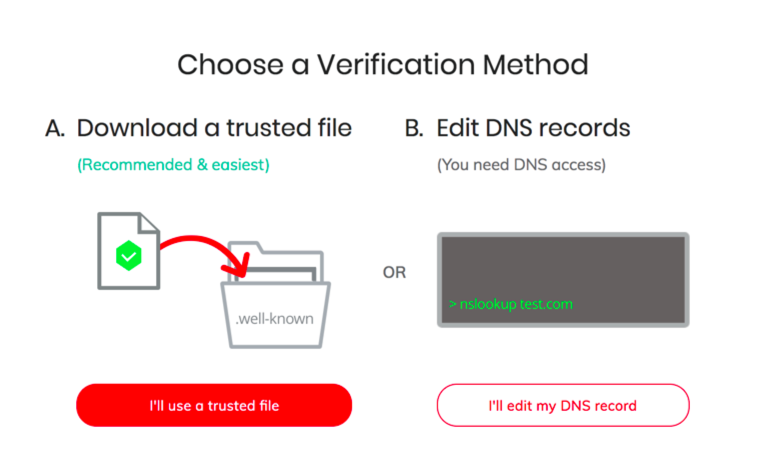 Choose a Verification Method
A. Download a trusted file
(Recommended & easiest)
.well-known
I'll use a trusted file
OR
B. Edit DNS records
(You need DNS access)
> nslookup test.com
I'll edit my DNS record